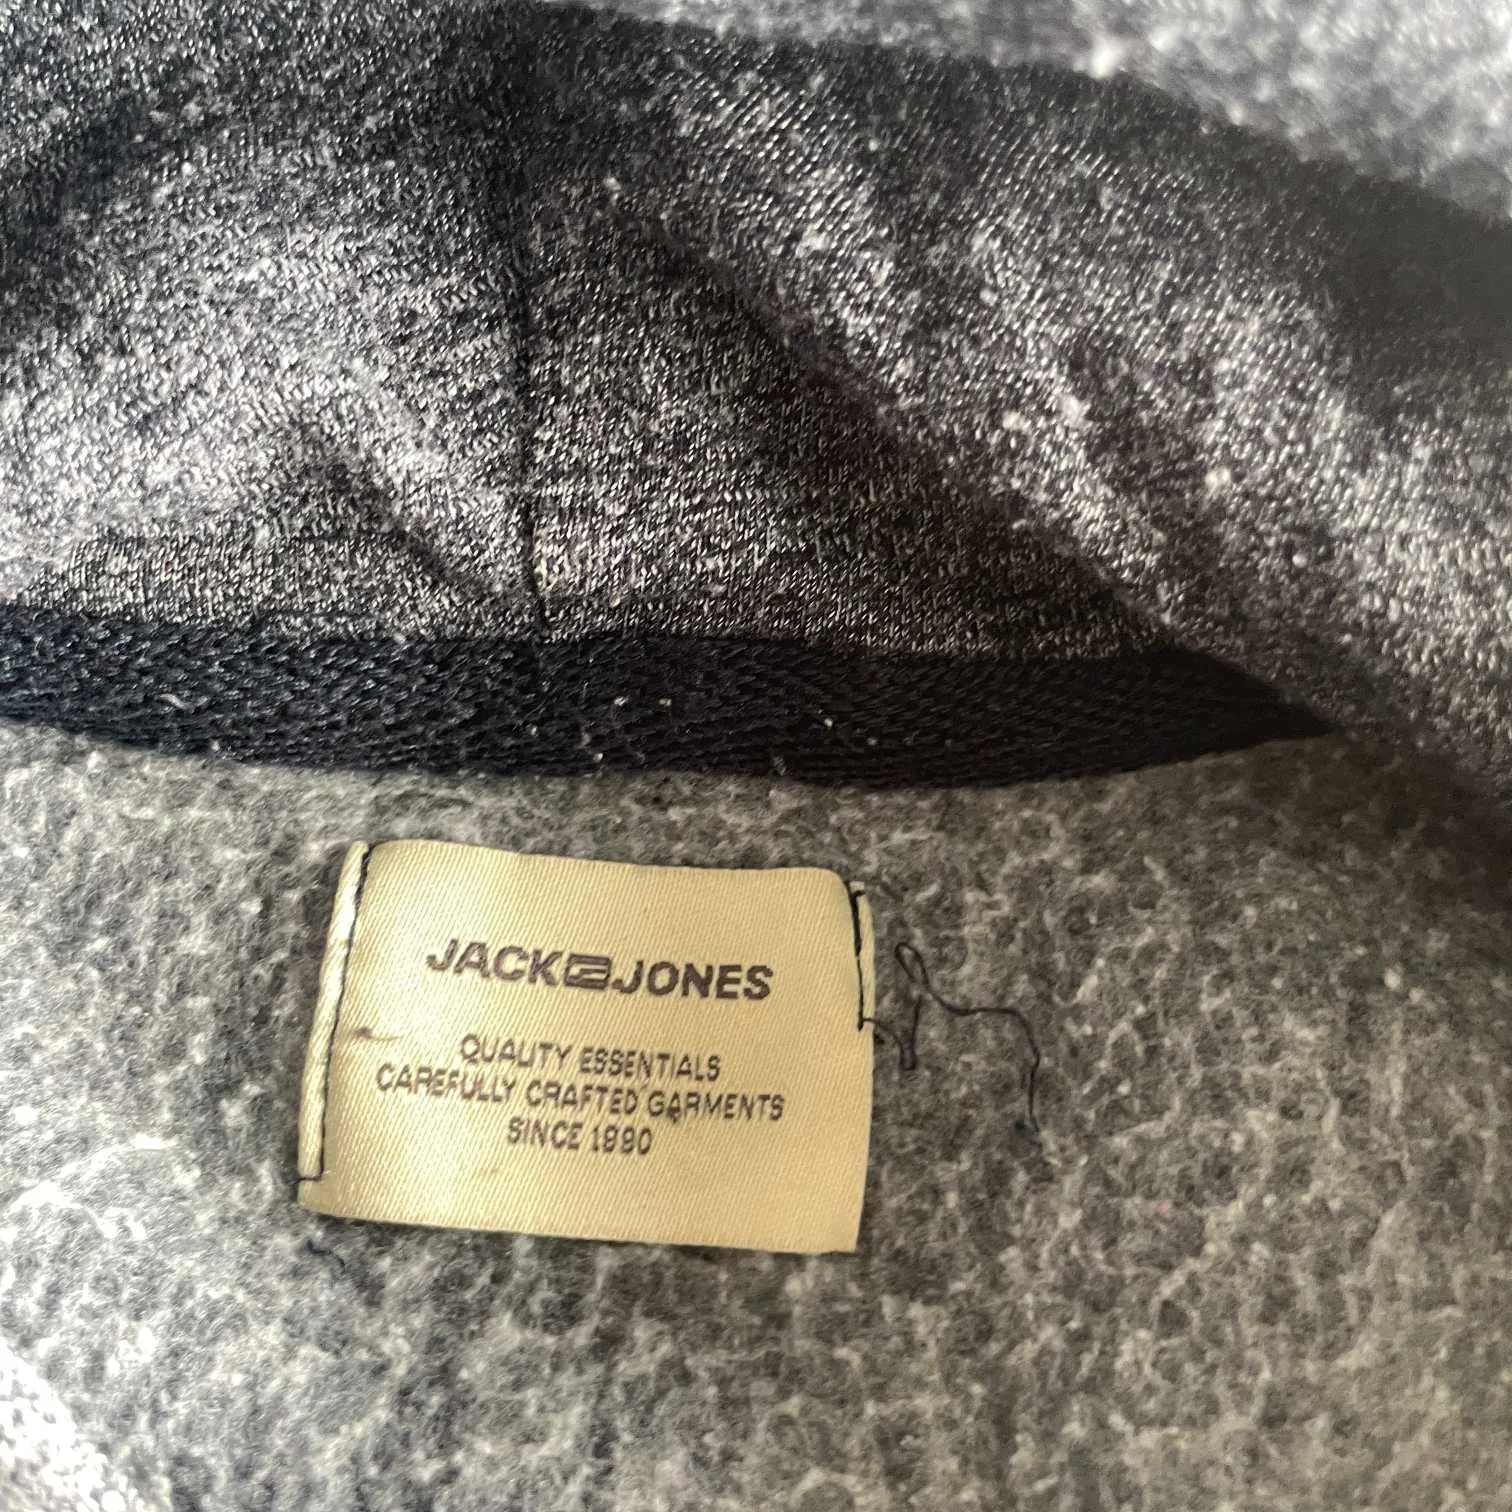 JACK & JONES
QUALITY ESSENTIALS
CAREFULLY CRAFTED GARMENTS
SINCE 1990